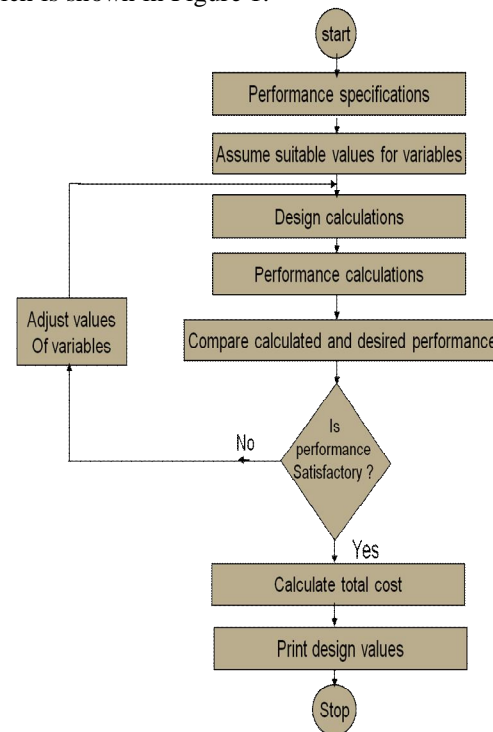 start
Performance specifications
Assume suitable values for variables
Design calculations
Performance calculations
Adjust values
Of variables
Compare calculated and desired performance
Is
performance
Satisfactory ?
No
Yes
Calculate total cost
Print design values
Stop